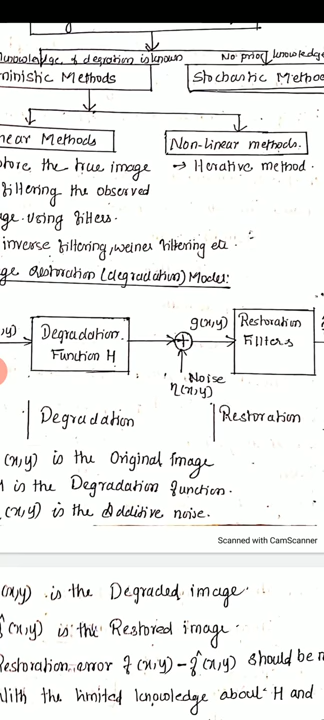 knowledge of degration is known No prior knowledge
ministic Methods Stochastic Method
near Methods Non-linear methods.
store the true image → Iterative method.
filtering the observed
ge using filters.
inverse filtering, weiner filtering etc.
ge Restoration (degradation) Model:
,y) Degradation Function H + g(x,y) Restoration Filters
Noise
η(x,y)
Degradation Restoration
(x,y) is the Original Image
H is the Degradation function.
(x,y) is the Additive noise.
Scanned with CamScanner
(x,y) is the Degraded image.
f̂(x,y) is the Restored image.
Restoration error f(x,y) – f̂(x,y) should be m
With the limited knowledge about H and